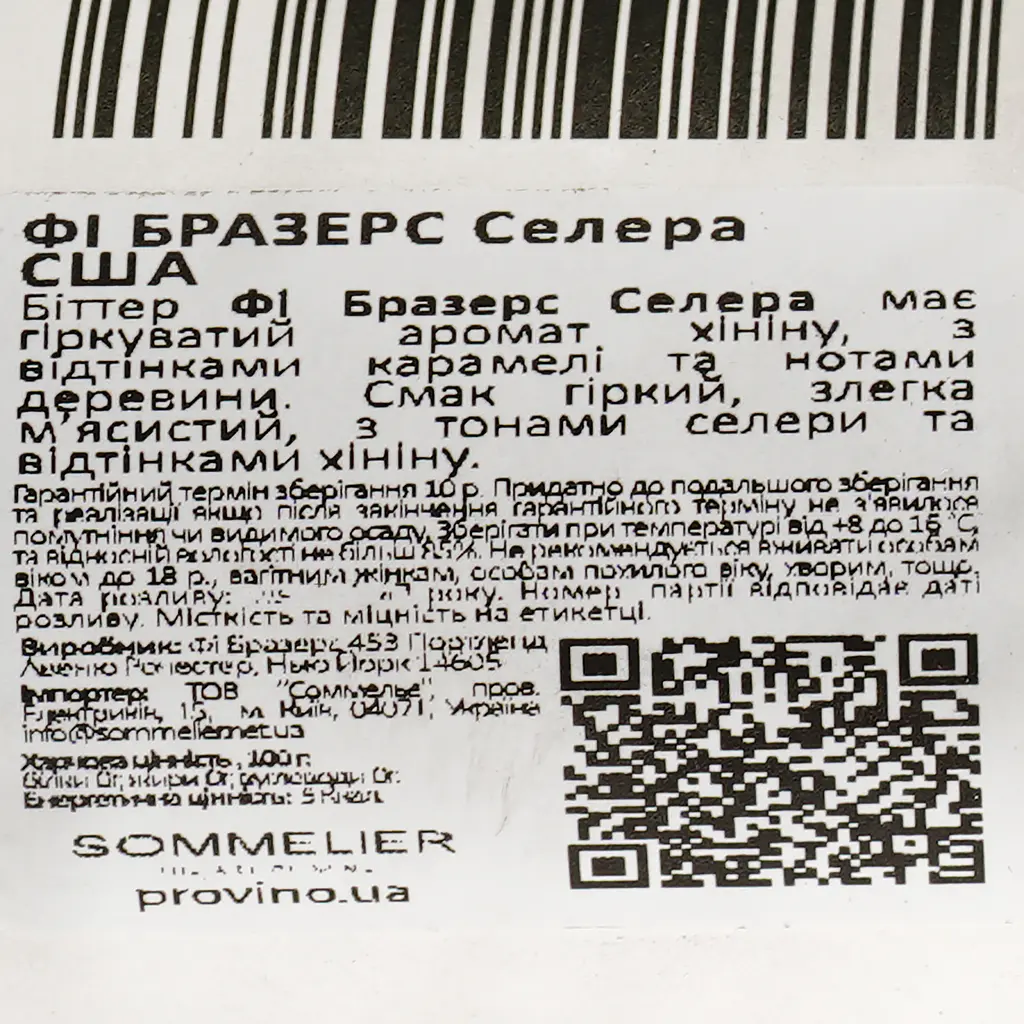 ФІ БРАЗЕРС Селера
США
Біттер Фі Бразерс Селера має
гіркуватий аромат хініну, з
відтінками карамелі та нотами
деревини. Смак гіркий, злегка
м'ясистий, з тонами селери та
відтінками хініну.
Гарантійний термін зберігання 10 р. Придатно до подальшого зберігання
та реалізації якщо після закінчення гарантійного терміну не з'явилося
помутніння чи видимого осаду. Зберігати при температурі від +8 до 16 °С,
та відносній вологості не більш 85%. Не рекомендується вживати особам
віком до 18 р., вагітним жінкам, особам похилого віку, хворим, тощо.
Дата розливу: року. Номер партії відповідає даті
розливу. Місткість та міцність на етикетці.
Виробник: Фі Бразерс 453 Портленд
Авеню Рочестер, Нью Йорк 14605
Імпортер: ТОВ "Соммельє", пров.
Електриків, 15, м. Київ, 04071, Україна
info@sommelier.net.ua
Харчова цінність, 100 г:
білки 0г, жири 0г, вуглеводи 0г.
Енергетична цінність:
SOMMELIER
provino.ua